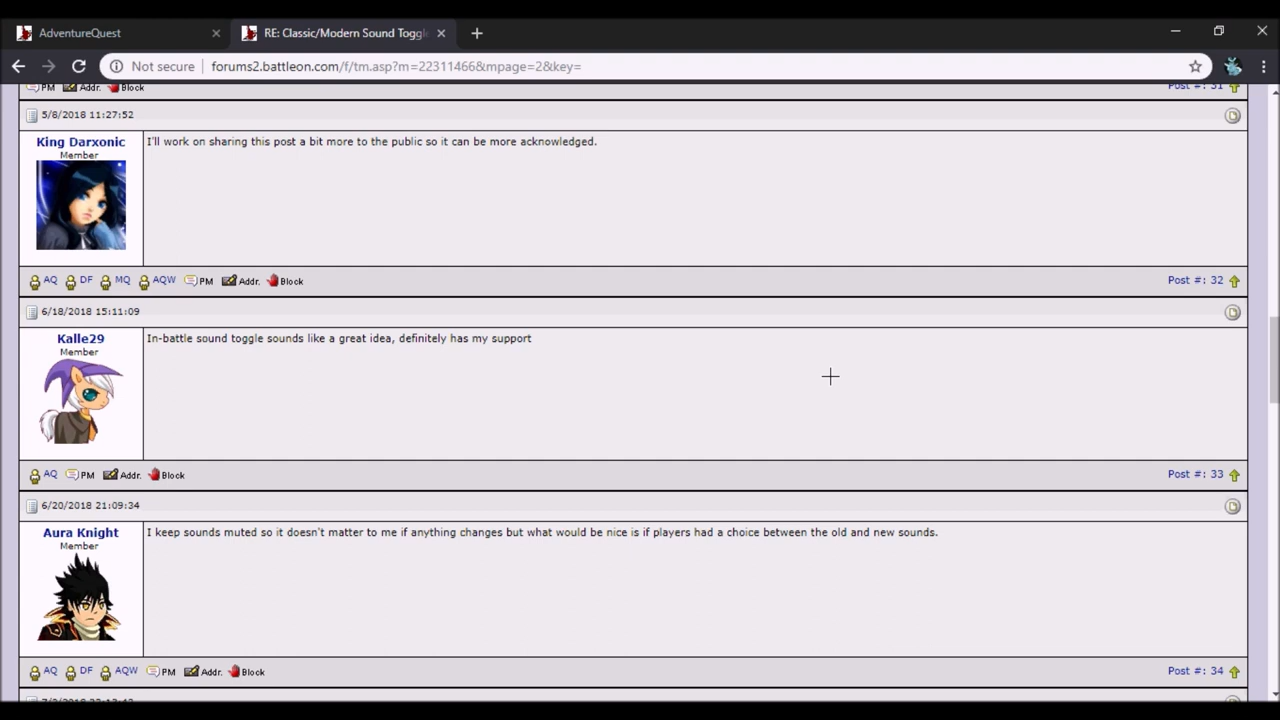 AdventureQuest
RE: Classic/Modern Sound Toggl
Not secure
forums2.battleon.com/f/tm.asp?m=22311466&mpage=2&key=
PM Addr. Block Post #: 31
5/8/2018 11:27:52
King Darxonic
Member
I'll work on sharing this post a bit more to the public so it can be more acknowledged.
AQ DF MQ AQW PM Addr. Block Post #: 32
6/18/2018 15:11:09
Kalle29
Member
In-battle sound toggle sounds like a great idea, definitely has my support
AQ PM Addr. Block Post #: 33
6/20/2018 21:09:34
Aura Knight
Member
I keep sounds muted so it doesn't matter to me if anything changes but what would be nice is if players had a choice between the old and new sounds.
AQ DF AQW PM Addr. Block Post #: 34